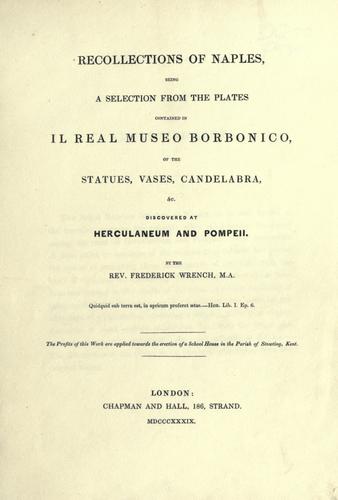 RECOLLECTIONS OF NAPLES,
BEING
A SELECTION FROM THE PLATES
CONTAINED IN
IL REAL MUSEO BORBONICO,
OF THE
STATUES, VASES, CANDELABRA,
&c.
DISCOVERED AT
HERCULANEUM AND POMPEII.
BY THE
REV. FREDERICK WRENCH, M.A.
Quidquid sub terra est, in apricum proferet ætas.—Hor. Lib. I. Ep. 6.
The Profits of this Work are applied towards the erection of a School House in the Parish of Stowting, Kent.
LONDON:
CHAPMAN AND HALL, 186, STRAND.
MDCCCXXXIX.